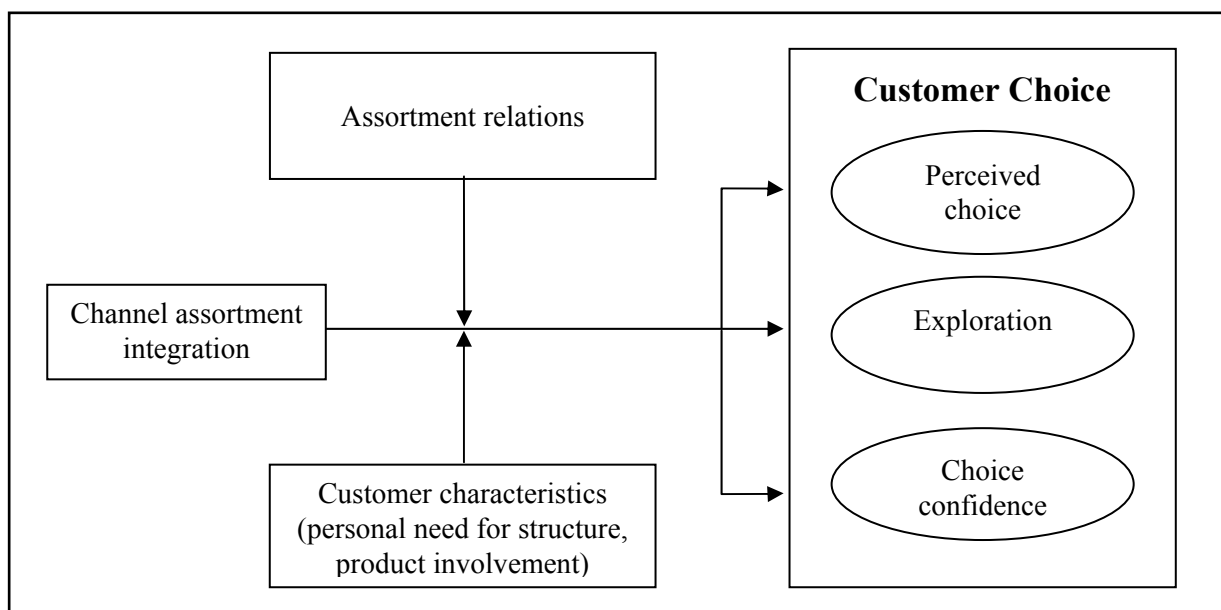 Assortment relations
Customer Choice
Perceived
choice
Channel assortment
integration
Exploration
Customer characteristics
(personal need for structure,
product involvement)
Choice
confidence